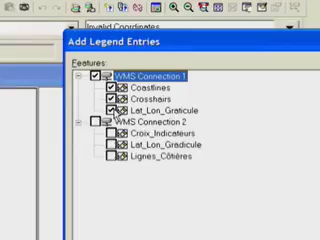 Invalid Coordinates
Add Legend Entries
Features:
WMS Connection 1
Coastlines
Crosshairs
Lat_Lon_Graticule
WMS Connection 2
Croix_Indicateurs
Lat_Lon_Gradicule
Lignes_Côtières